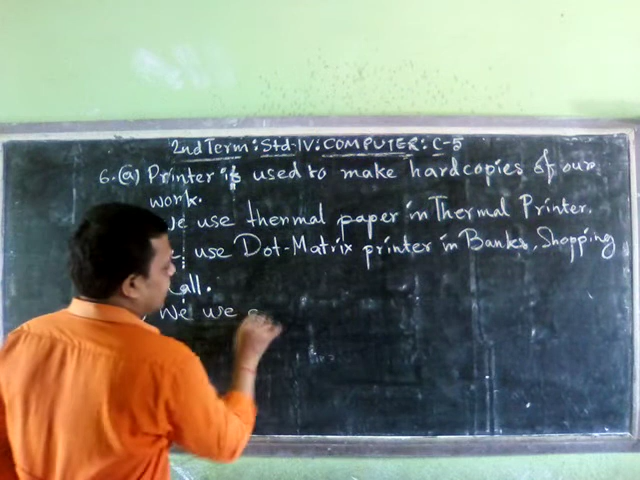 2nd Term: Std-IV: COMPUTER: C-5
6. (a) Printer is used to make hardcopies of our
work.
We use thermal paper in Thermal Printer.
use Dot-Matrix printer in Banks, Shopping
all.
We use